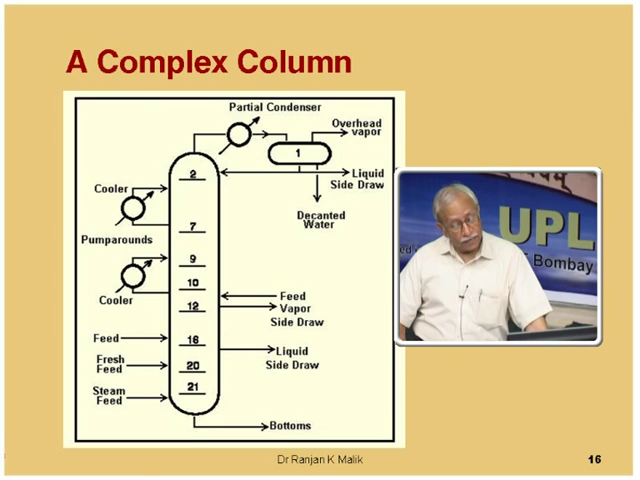 A Complex Column
Partial Condenser
Overhead
vapor
1
2
Liquid
Side Draw
Cooler
Decanted
Water
7
Pumparounds
9
10
Cooler
12
Feed
Vapor
Side Draw
Feed
18
Liquid
Side Draw
Fresh
Feed
20
21
Steam
Feed
Bottoms
UPL
Bombay
Dr Ranjan K Malik
16